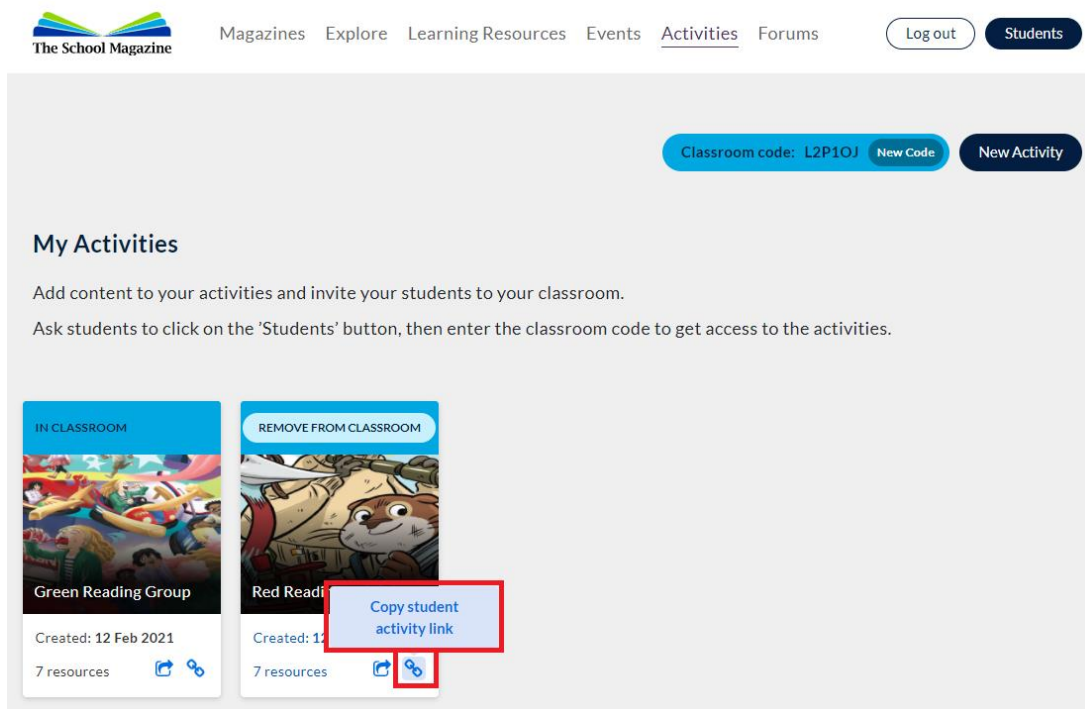 The School Magazine
Magazines Explore Learning Resources Events Activities Forums Log out Students
Classroom code: L2P1OJ New Code New Activity
My Activities
Add content to your activities and invite your students to your classroom.
Ask students to click on the 'Students' button, then enter the classroom code to get access to the activities.
IN CLASSROOM
REMOVE FROM CLASSROOM
Green Reading Group
Created: 12 Feb 2021
7 resources
Red Readi
Copy student
activity link
Created: 12
7 resources